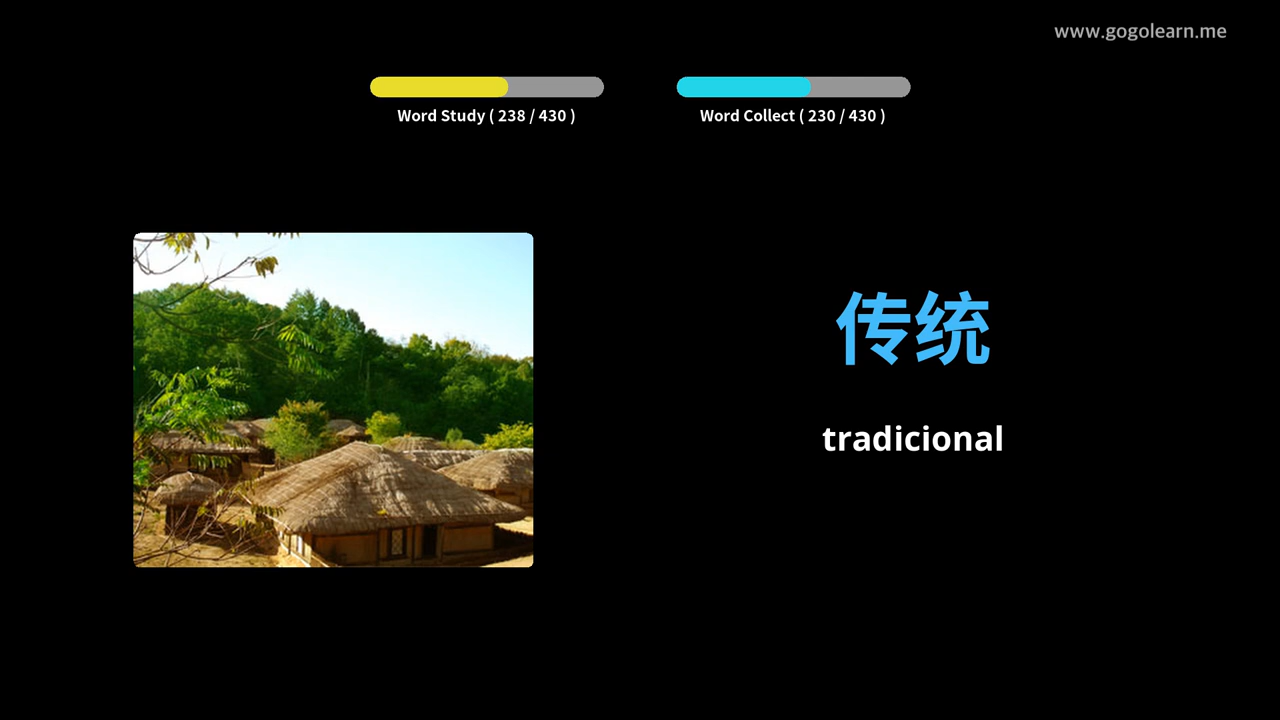 www.gogolearn.me
Word Study ( 238 / 430 )
Word Collect ( 230 / 430 )
传统
tradicional